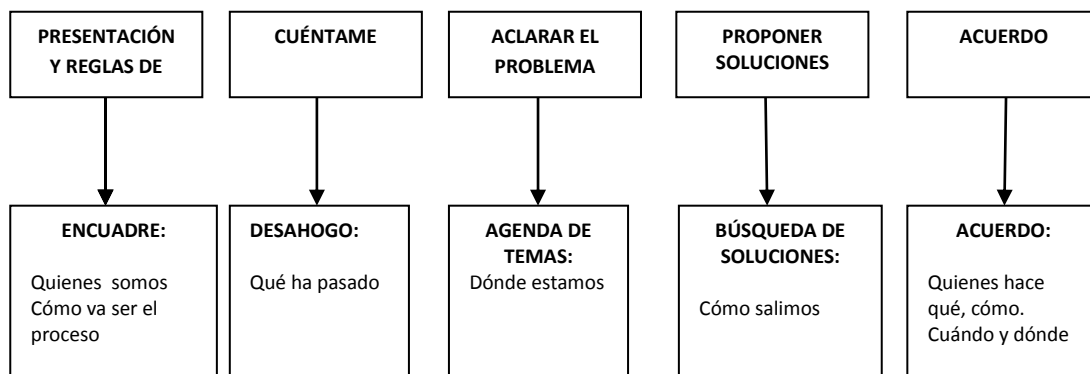 PRESENTACIÓN
Y REGLAS DE
CUÉNTAME
ACLARAR EL
PROBLEMA
PROPONER
SOLUCIONES
ACUERDO
ENCUADRE:
Quienes somos
Cómo va ser el
proceso
DESAHOGO:
Qué ha pasado
AGENDA DE
TEMAS:
Dónde estamos
BÚSQUEDA DE
SOLUCIONES:
Cómo salimos
ACUERDO:
Quienes hace
qué, cómo.
Cuándo y dónde